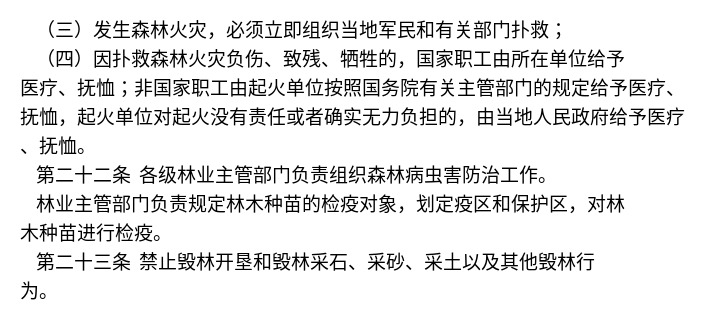 （三）发生森林火灾，必须立即组织当地军民和有关部门扑救；
（四）因扑救森林火灾负伤、致残、牺牲的，国家职工由所在单位给予
医疗、抚恤；非国家职工由起火单位按照国务院有关主管部门的规定给予医疗、
抚恤，起火单位对起火没有责任或者确实无力负担的，由当地人民政府给予医疗
、抚恤。
第二十二条 各级林业主管部门负责组织森林病虫害防治工作。
林业主管部门负责规定林木种苗的检疫对象，划定疫区和保护区，对林
木种苗进行检疫。
第二十三条 禁止毁林开垦和毁林采石、采砂、采土以及其他毁林行
为。